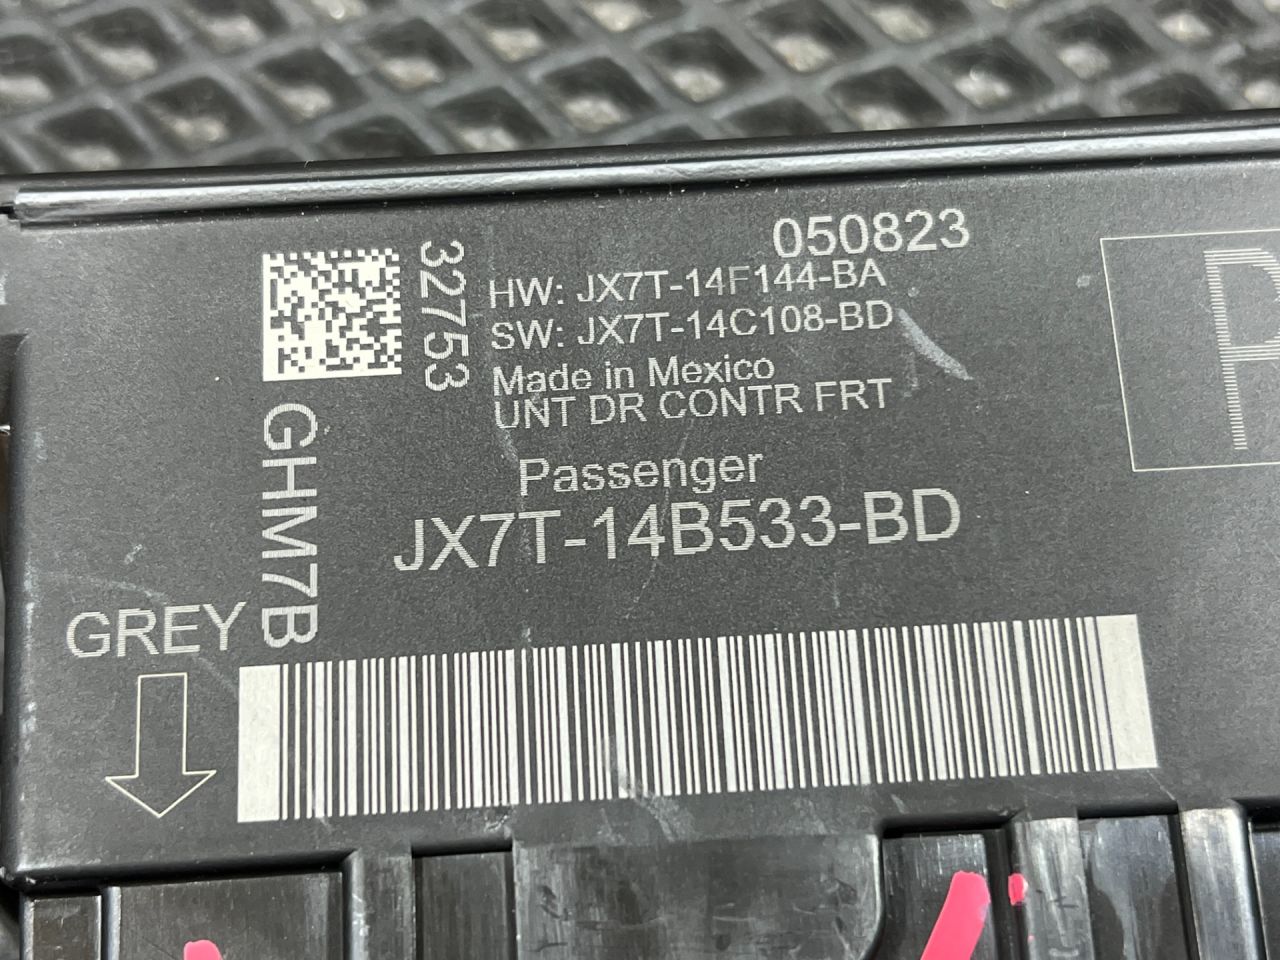 050823
32753
HW: JX7T-14F144-BA
SW: JX7T-14C108-BD
Made in Mexico
UNT DR CONTR FRT
Passenger
JX7T-14B533-BD
GHM7B
GREY